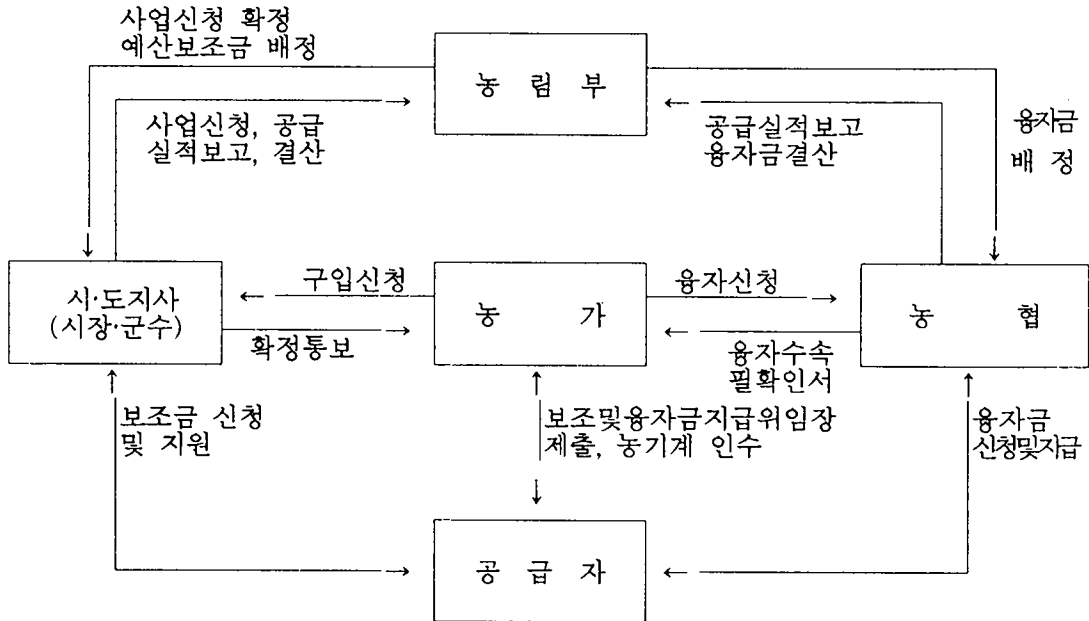 사업신청 확정
예산보조금 배정
농 림 부
사업신청, 공급
실적보고, 결산
공급실적보고
융자금결산
융자금
배 정
시·도지사
(시장·군수)
구입신청
확정통보
농 가
융자신청
융자수속
필확인서
농 협
보조금 신청
및 지원
보조및융자금지급위임장
제출, 농기계 인수
융자금
신청및지급
공 급 자